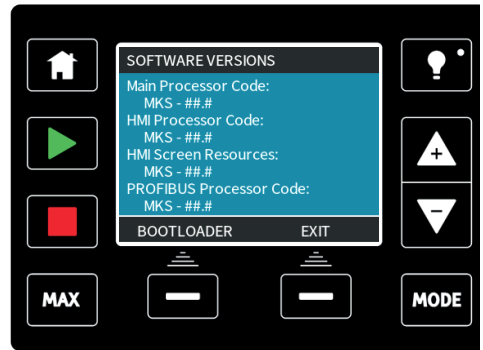 SOFTWARE VERSIONS
Main Processor Code:
MKS - ##.#
HMI Processor Code:
MKS - ##.#
HMI Screen Resources:
MKS - ##.#
PROFIBUS Processor Code:
MKS - ##.#
BOOTLOADER EXIT
+
-
MAX
MODE